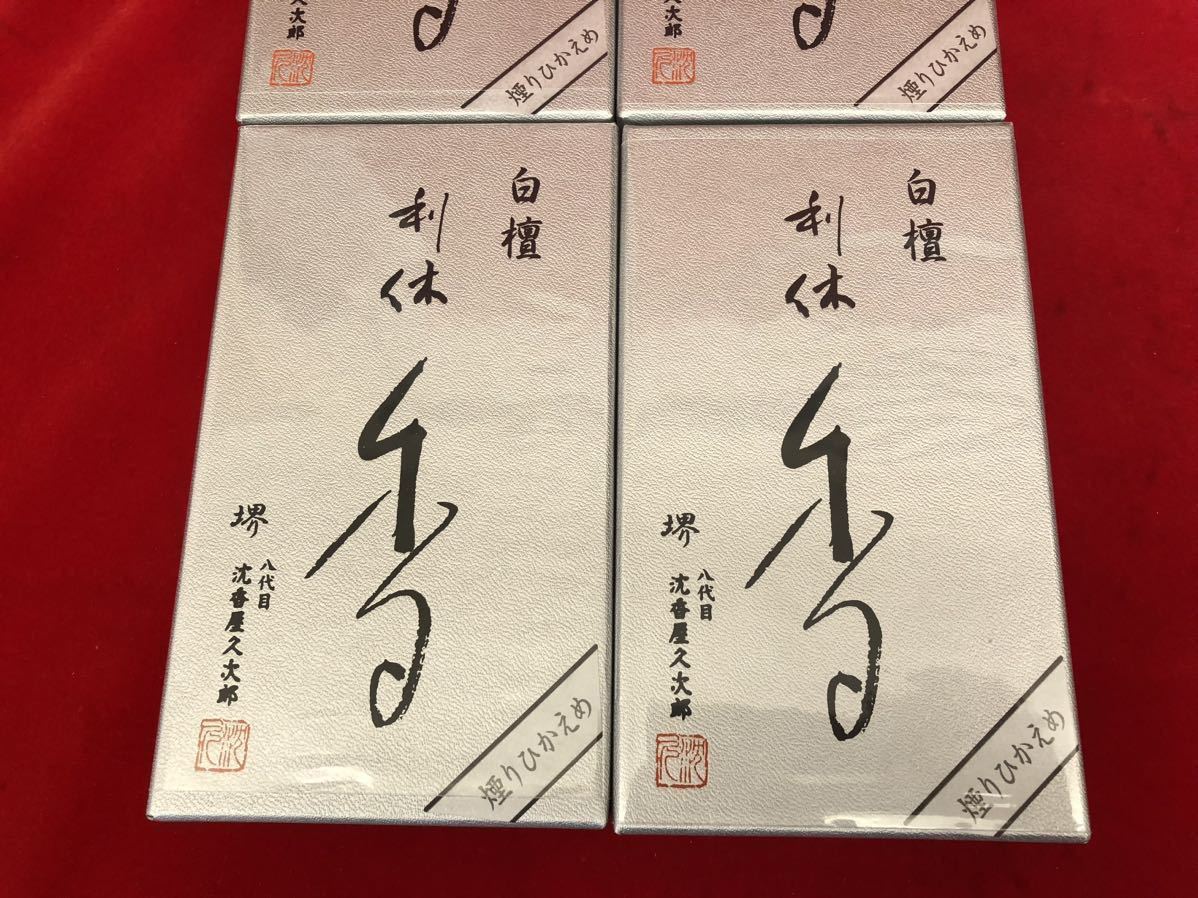 次郎
煙りひかえめ
次郎
煙りひかえめ
白檀
利休
香
堺
八代目
沈香屋久次郎
煙りひかえめ
白檀
利休
香
堺
八代目
沈香屋久次郎
煙りひかえめ